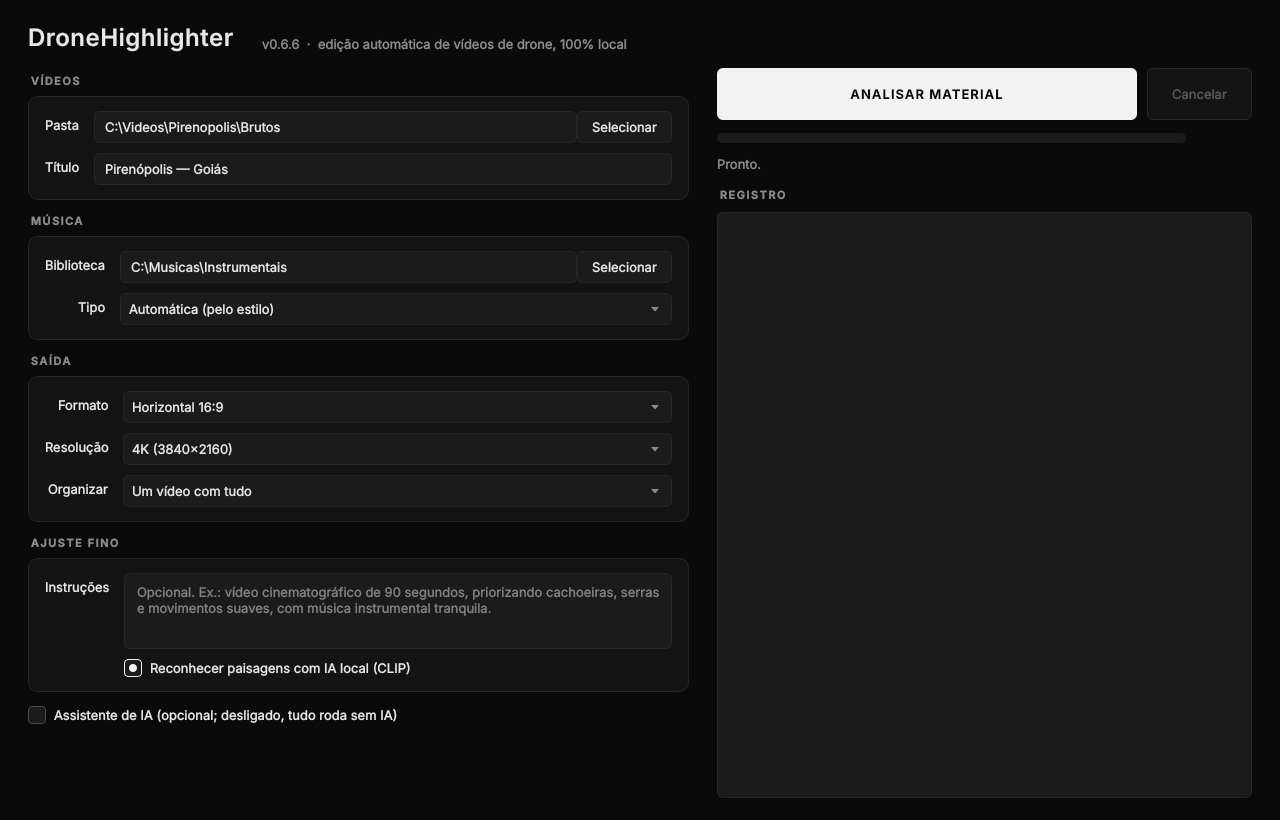 DroneHighlighter
v0.6.6 · edição automática de vídeos de drone, 100% local
VÍDEOS
Pasta
C:\Videos\Pirenopolis\Brutos
Selecionar
Título
Pirenópolis — Goiás
MÚSICA
Biblioteca
C:\Musicas\Instrumentais
Selecionar
Tipo
Automática (pelo estilo)
SAÍDA
Formato
Horizontal 16:9
Resolução
4K (3840×2160)
Organizar
Um vídeo com tudo
AJUSTE FINO
Instruções
Opcional. Ex.: vídeo cinematográfico de 90 segundos, priorizando cachoeiras, serras
e movimentos suaves, com música instrumental tranquila.
Reconhecer paisagens com IA local (CLIP)
Assistente de IA (opcional; desligado, tudo roda sem IA)
ANALISAR MATERIAL
Cancelar
Pronto.
REGISTRO